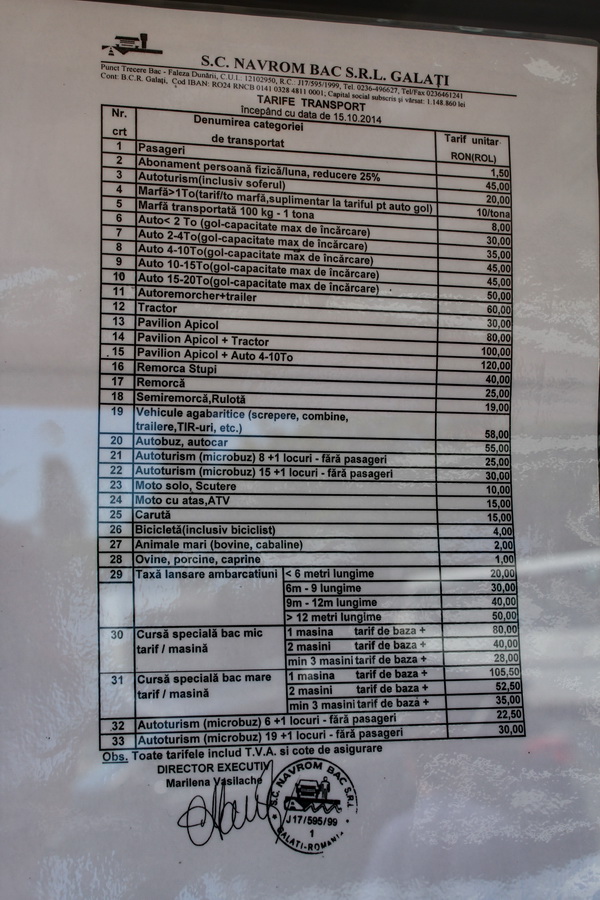 S.C. NAVROM BAC S.R.L. GALAȚI
Punct Trecere Bac - Faleza Dunării, C.U.I.: 12102950, R.C.: J17/595/1999, Tel. 0236-496627, Tel/Fax 0236461241
Cont: B.C.R. Galați, Cod IBAN: RO24 RNCB 0141 0328 4811 0001, Capital social subscris și vărsat: 1.148.860 lei
TARIFE TRANSPORT
începând cu data de 15.10.2014
Nr. crt Denumirea categoriei de transportat Tarif unitar RON(ROL)
1 Pasageri 1,50
2 Abonament persoană fizică/luna, reducere 25% 45,00
3 Autoturism(inclusiv soferul) 20,00
4 Marfă>1To(tarif/to marfă,suplimentar la tariful pt auto gol) 10/tona
5 Marfă transportată 100 kg - 1 tona 8,00
6 Auto< 2 To (gol-capacitate max de încărcare) 30,00
7 Auto 2-4To(gol-capacitate max de încărcare) 35,00
8 Auto 4-10To(gol-capacitate max de încărcare) 45,00
9 Auto 10-15To(gol-capacitate max de încărcare) 45,00
10 Auto 15-20To(gol-capacitate max de încărcare) 50,00
11 Autoremorcher+trailer 60,00
12 Tractor 30,00
13 Pavilion Apicol 80,00
14 Pavilion Apicol + Tractor 100,00
15 Pavilion Apicol + Auto 4-10To 120,00
16 Remorca Stupi 40,00
17 Remorcă 25,00
18 Semiremorcă,Rulotă 19,00
19 Vehicule agabaritice (screpere, combine,
trailere,TIR-uri, etc.) 58,00
20 Autobuz, autocar 55,00
21 Autoturism (microbuz) 8 +1 locuri - fără pasageri 25,00
22 Autoturism (microbuz) 15 +1 locuri - fără pasageri 30,00
23 Moto solo, Scutere 10,00
24 Moto cu atas,ATV 15,00
25 Carută 15,00
26 Bicicletă(inclusiv biciclist) 4,00
27 Animale mari (bovine, cabaline) 2,00
28 Ovine, porcine, caprine 1,00
29 Taxă lansare ambarcatiuni < 6 metri lungime 20,00
6m - 9 lungime 30,00
9m - 12m lungime 40,00
> 12 metri lungime 50,00
30 Cursă specială bac mic 1 masina tarif de baza + 80,00
tarif / masină 2 masini tarif de baza + 40,00
min 3 masini tarif de baza + 28,00
31 Cursă specială bac mare 1 masina tarif de baza + 105,50
tarif / masină 2 masini tarif de baza + 52,50
min 3 masini tarif de baza + 35,00
32 Autoturism (microbuz) 6 +1 locuri - fără pasageri 22,50
33 Autoturism (microbuz) 19 +1 locuri - fără pasageri 30,00
Obs. Toate tarifele includ T.V.A. si cote de asigurare
DIRECTOR EXECUTIV
Marilena Vasilache
S.C. NAVROM BAC S.R.L.
J17/595/99
1
GALATI-ROMANIA